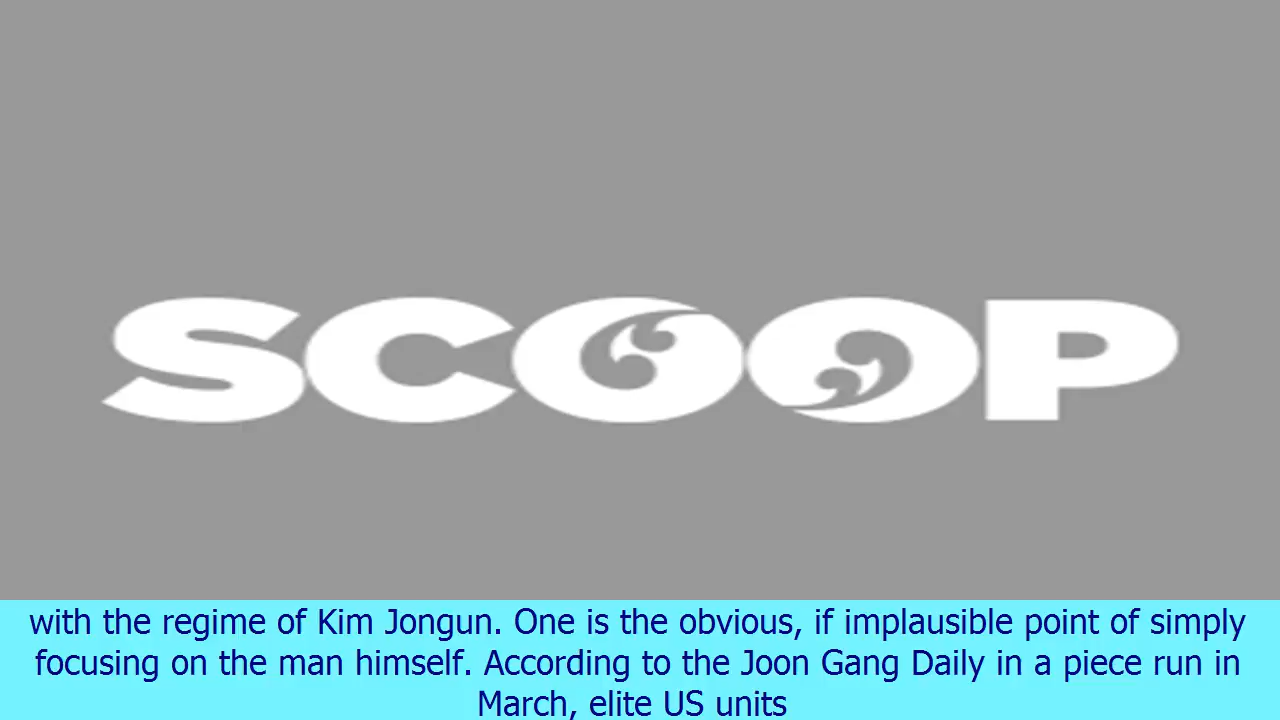 SCOOP
with the regime of Kim Jongun. One is the obvious, if implausible point of simply
focusing on the man himself. According to the Joon Gang Daily in a piece run in
March, elite US units